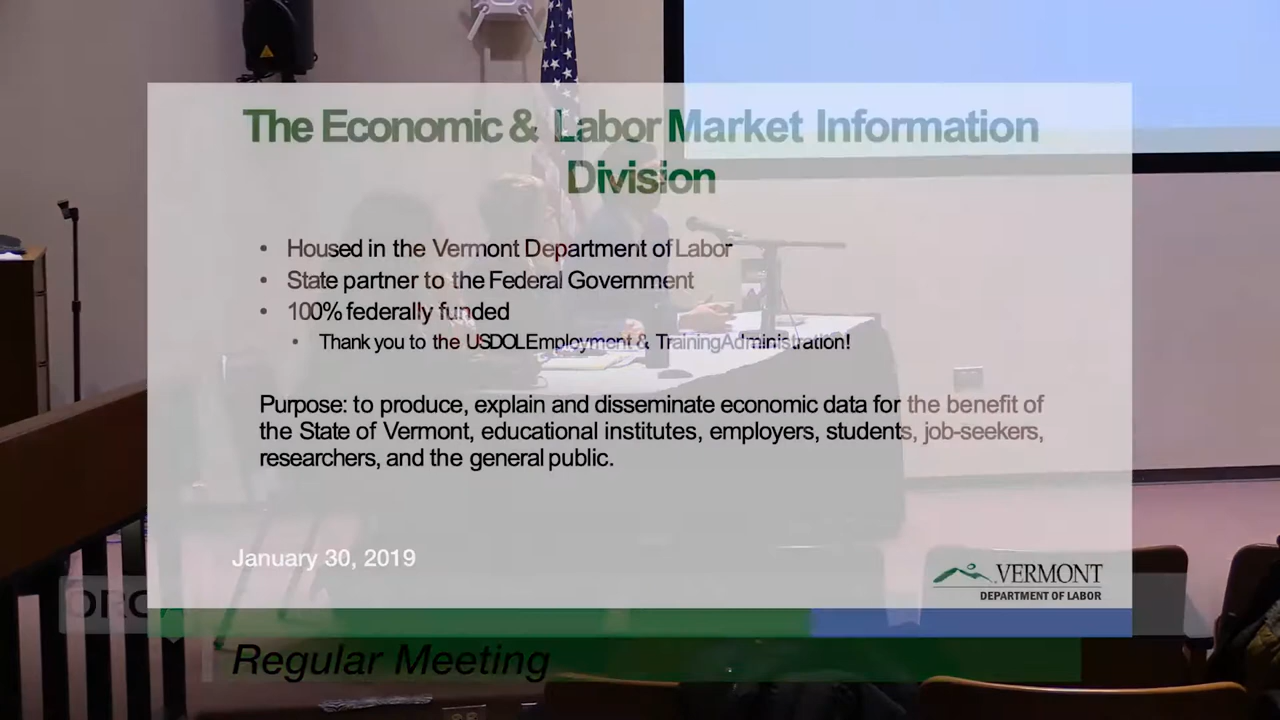 The Economic & Labor Market Information
Division
• Housed in the Vermont Department of Labor
• State partner to the Federal Government
• 100% federally funded
• Thank you to the USDOL Employment & Training Administration!
Purpose: to produce, explain and disseminate economic data for the benefit of
the State of Vermont, educational institutes, employers, students, job-seekers,
researchers, and the general public.
January 30, 2019
VERMONT
DEPARTMENT OF LABOR
ORCA
Regular Meeting